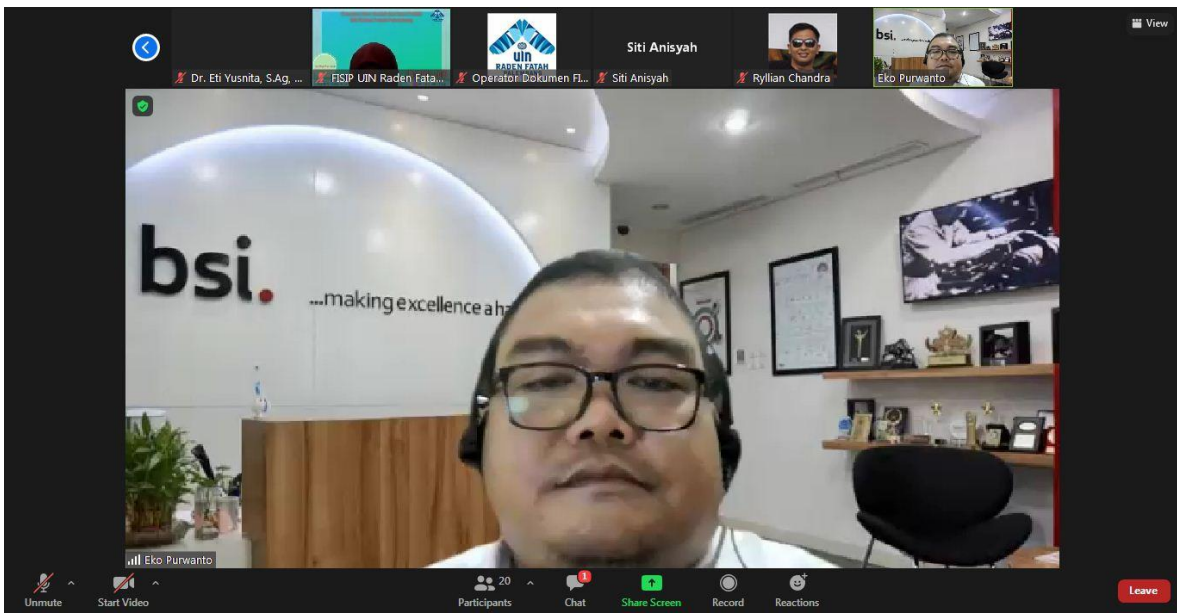 View
bsi.
uin
RADEN FATAH
Siti Anisyah
Dr. Eti Yusnita, S.Ag, ...
FISIP UIN Raden Fata...
Operator Dokumen FI...
Siti Anisyah
Ryllian Chandra
Eko Purwanto
bsi.
...making excellence a ha
Eko Purwanto
Unmute
Start Video
20
Participants
1
Chat
Share Screen
Record
Reactions
Leave